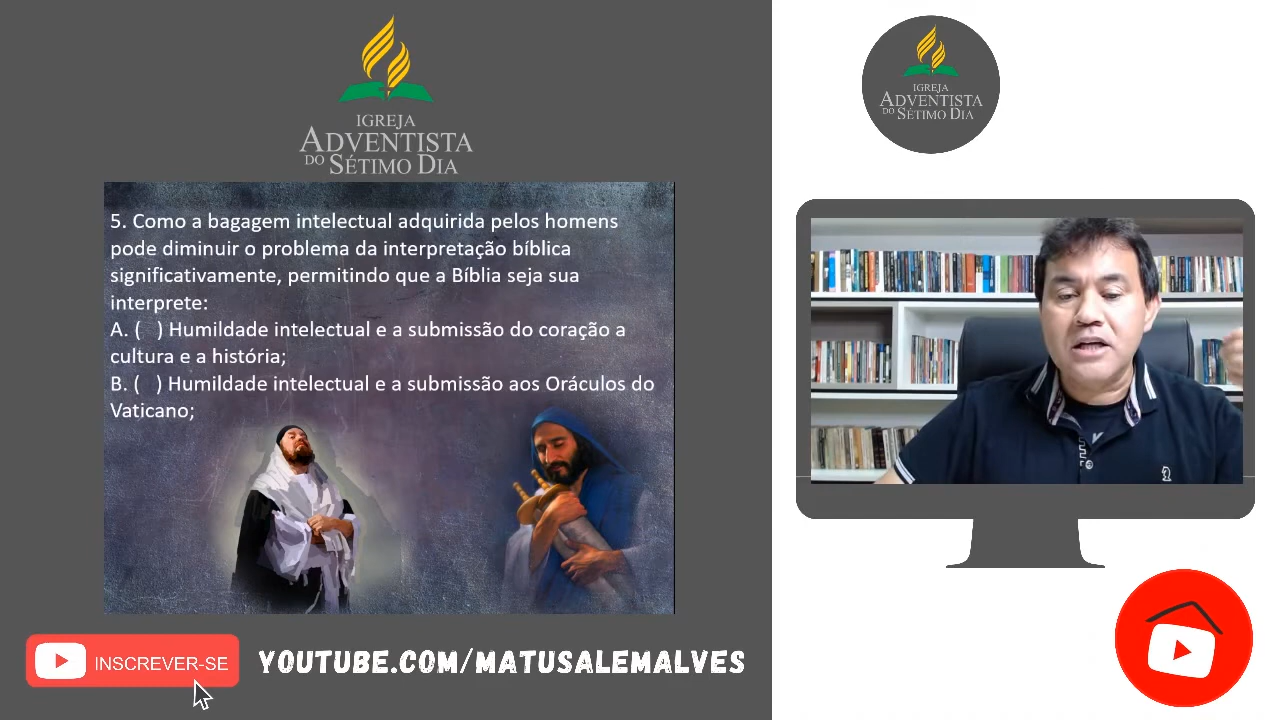 IGREJA
ADVENTISTA
DO SÉTIMO DIA
5. Como a bagagem intelectual adquirida pelos homens
pode diminuir o problema da interpretação bíblica
significativamente, permitindo que a Bíblia seja sua
interprete:
A. (   ) Humildade intelectual e a submissão do coração a
cultura e a história;
B. (   ) Humildade intelectual e a submissão aos Oráculos do
Vaticano;
INSCREVER-SE
YOUTUBE.COM/MATUSALEMALVES
IGREJA
ADVENTISTA
DO SÉTIMO DIA